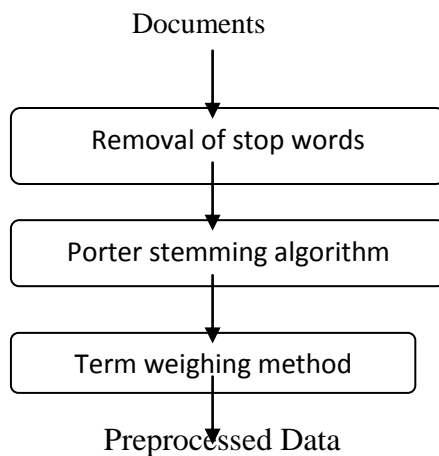 Documents
Removal of stop words
Porter stemming algorithm
Term weighing method
Preprocessed Data